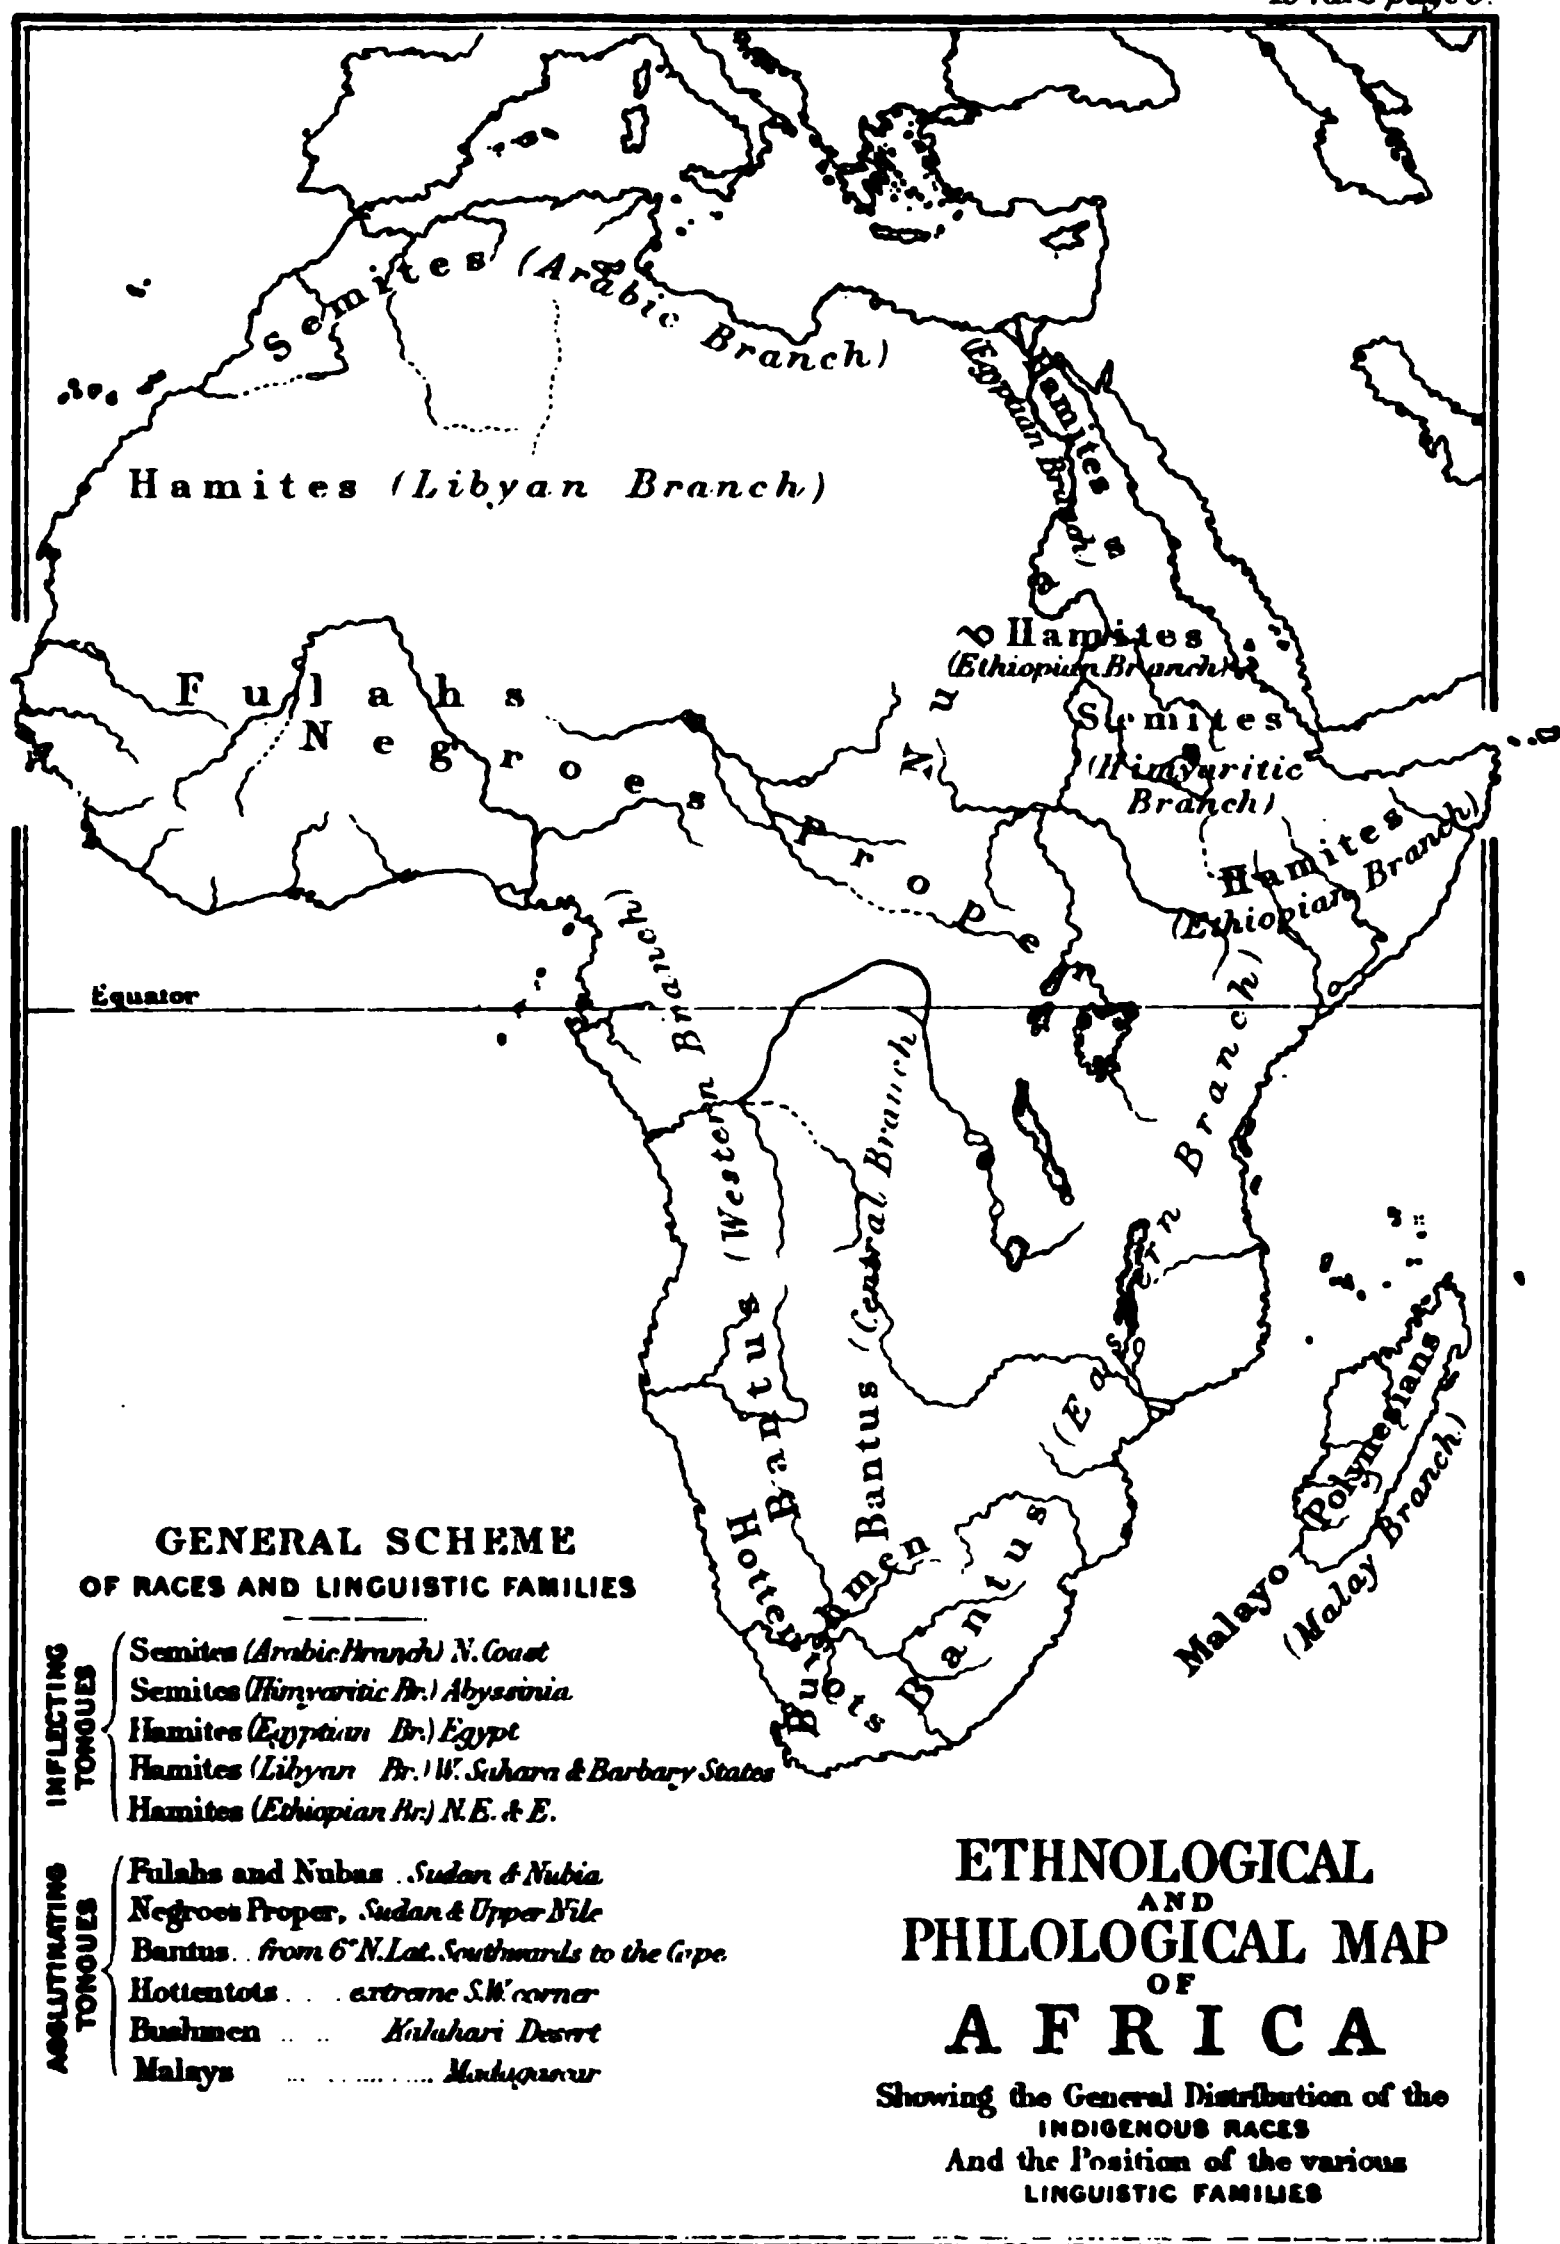 Semites (Arabic Branch)
Hamites (Libyan Branch)
Hamites
(Egyptian Branch)
Nubas
Hamites
(Ethiopian Branch)
Fulahs
Negroes Proper
Semites
(Himyaritic
Branch)
Hamites
(Ethiopian Branch)
Equator
Bantus (Western Branch)
Bantus (Central Branch
Bantus (Eastern Branch)
Hottentots
Bushmen
Malayo Polynesians
(Malay Branch)
GENERAL SCHEME
OF RACES AND LINGUISTIC FAMILIES
INFLECTING
TONGUES
Semites (Arabic Branch) N. Coast
Semites (Himyaritic Br.) Abyssinia
Hamites (Egyptian Br.) Egypt
Hamites (Libyan Br.) W. Sahara & Barbary States
Hamites (Ethiopian Br.) N.E. & E.
AGGLUTINATING
TONGUES
Fulahs and Nubas . Sudan & Nubia
Negroes Proper, Sudan & Upper Nile
Bantus . . from 6° N. Lat. Southwards to the Cape
Hottentots . . . extreme S.W. corner
Bushmen .. .. Kalahari Desert
Malays ... . .... ... . Madagascar
ETHNOLOGICAL
AND
PHILOLOGICAL MAP
OF
AFRICA
Showing the General Distribution of the
INDIGENOUS RACES
And the Position of the various
LINGUISTIC FAMILIES